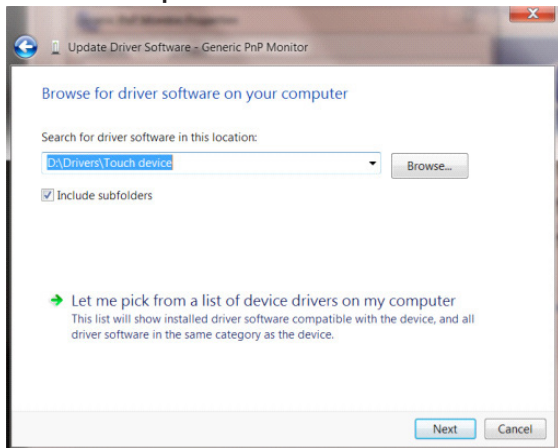 Update Driver Software - Generic PnP Monitor
Browse for driver software on your computer
Search for driver software in this location:
D:\Drivers\Touch device
Browse...
Include subfolders
Let me pick from a list of device drivers on my computer
This list will show installed driver software compatible with the device, and all
driver software in the same category as the device.
Next
Cancel